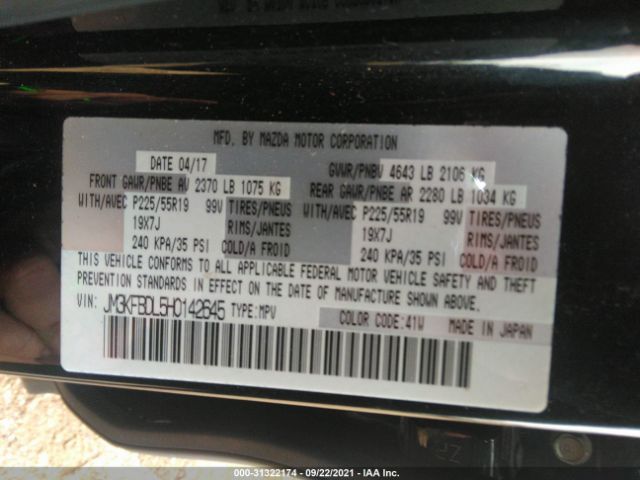 MFD. BY MAZDA MOTOR CORPORATION
DATE 04/17 GVWR/PNBV 4643 LB 2106 KG
FRONT GAWR/PNBE AV 2370 LB 1075 KG REAR GAWR/PNBE AR 2280 LB 1034 KG
WITH/AVEC P225/55R19 99V TIRES/PNEUS WITH/AVEC P225/55R19 99V TIRES/PNEUS
19X7J RIMS/JANTES 19X7J RIMS/JANTES
240 KPA/35 PSI COLD/A FROID 240 KPA/35 PSI COLD/A FROID
THIS VEHICLE CONFORMS TO ALL APPLICABLE FEDERAL MOTOR VEHICLE SAFETY AND THEFT
PREVENTION STANDARDS IN EFFECT ON THE DATE OF MANUFACTURE SHOWN ABOVE.
VIN: JM3KFBDL5H0142645 TYPE:MPV COLOR CODE:41W MADE IN JAPAN
000-31322174 - 09/22/2021 - IAA Inc.